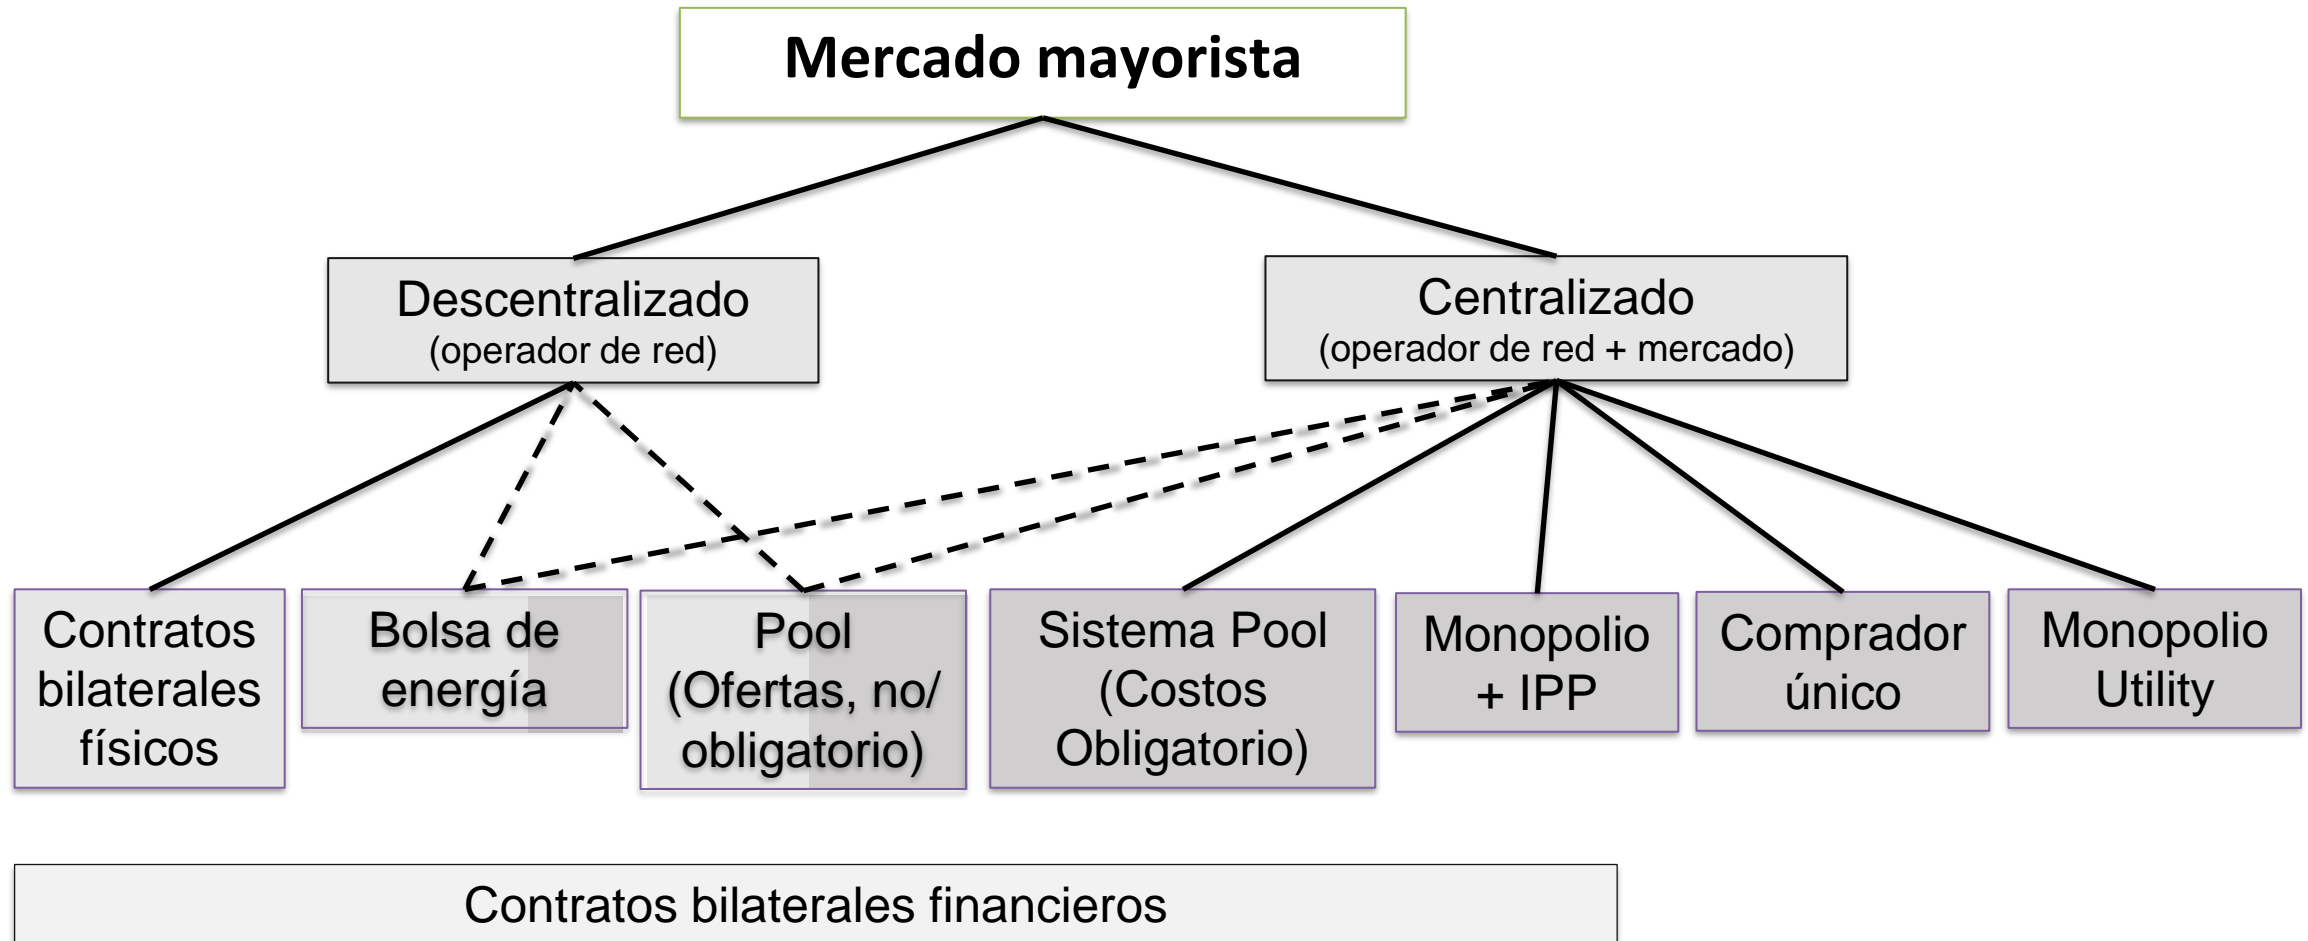 Mercado mayorista
Descentralizado
(operador de red)
Centralizado
(operador de red + mercado)
Contratos
bilaterales
físicos
Bolsa de
energía
Pool
(Ofertas, no/
obligatorio)
Sistema Pool
(Costos
Obligatorio)
Monopolio
+ IPP
Comprador
único
Monopolio
Utility
Contratos bilaterales financieros